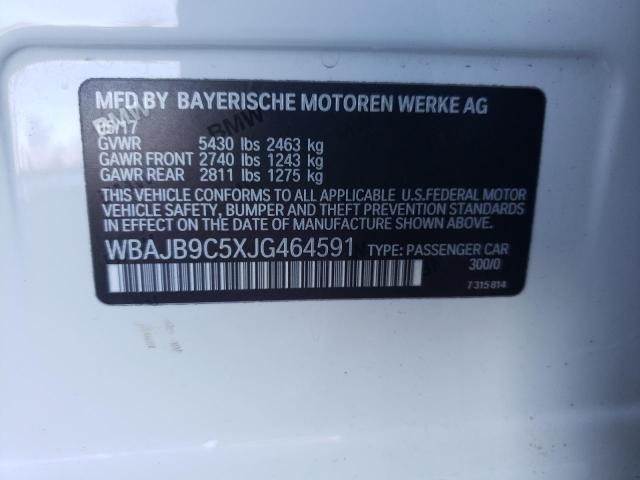 MFD BY BAYERISCHE MOTOREN WERKE AG
05/17
GVWR 5430 lbs 2463 kg
GAWR FRONT 2740 lbs 1243 kg
GAWR REAR 2811 lbs 1275 kg
THIS VEHICLE CONFORMS TO ALL APPLICABLE U.S.FEDERAL MOTOR
VEHICLE SAFETY, BUMPER AND THEFT PREVENTION STANDARDS
IN EFFECT ON THE DATE OF MANUFACTURE SHOWN ABOVE.
WBAJB9C5XJG464591 TYPE: PASSENGER CAR
300/0
7 315 814